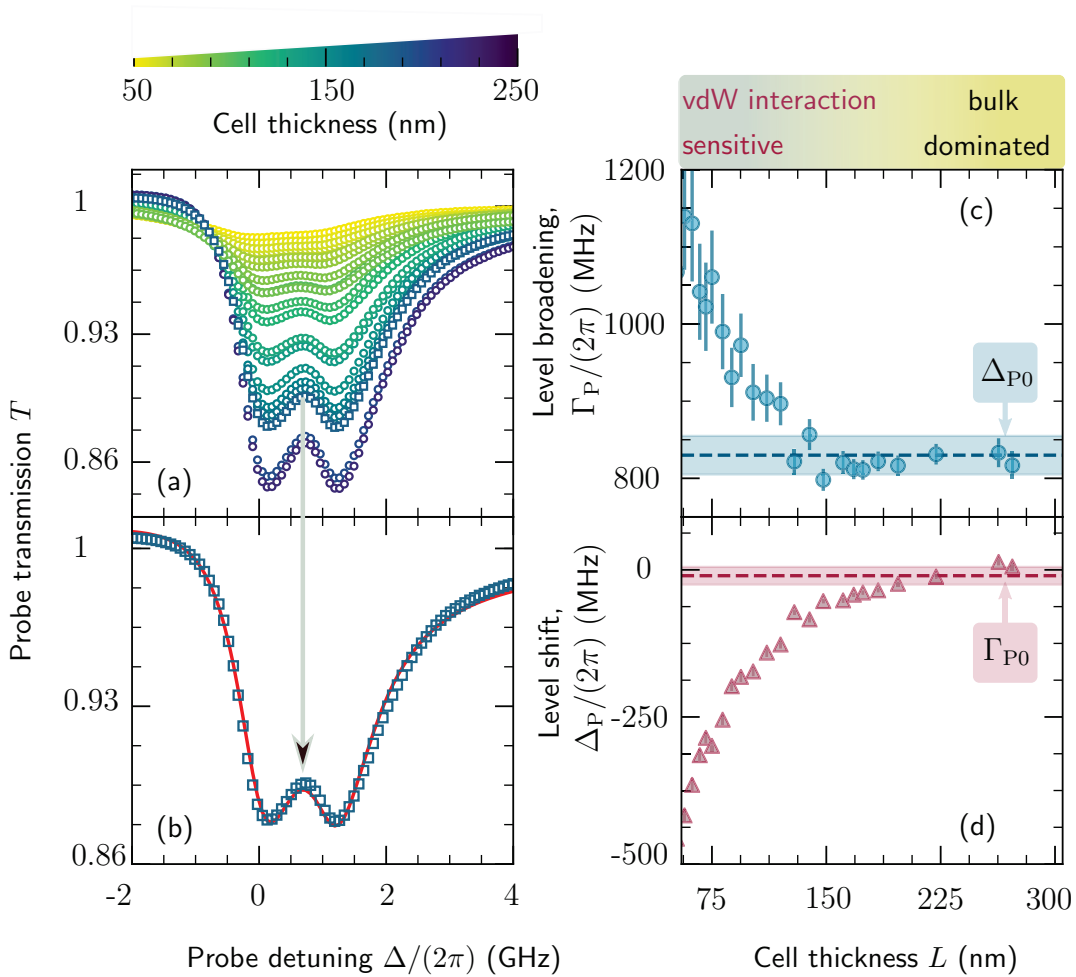 50
150
250
Cell thickness (nm)
vdW interaction
sensitive
bulk
dominated
Probe transmission T
1
0.93
0.86
(a)
1
0.93
0.86
(b)
-2
0
2
4
Probe detuning Δ/(2π) (GHz)
Level broadening,
Γ_P/(2π) (MHz)
1200
1000
800
(c)
Δ_P0
Level shift,
Δ_P/(2π) (MHz)
0
-250
-500
Γ_P0
(d)
75
150
225
300
Cell thickness L (nm)